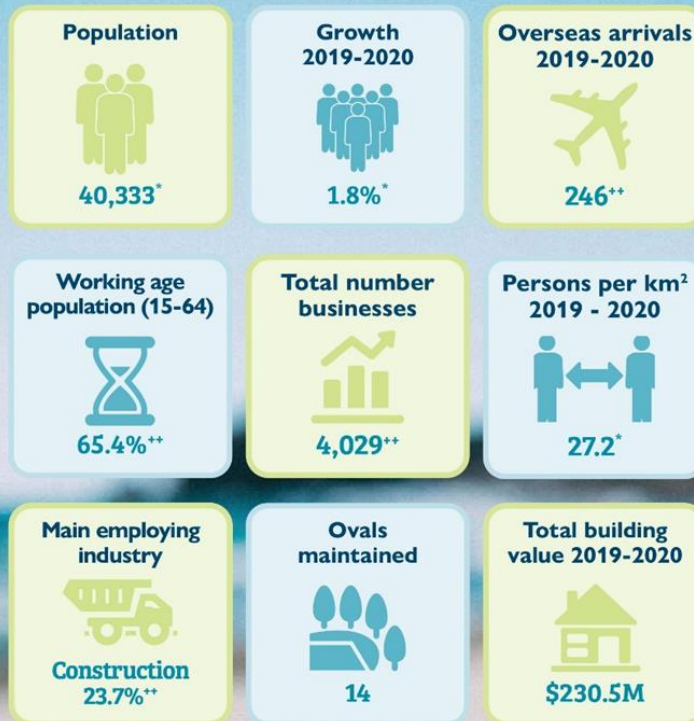 Population
40,333*
Growth
2019-2020
1.8%*
Overseas arrivals
2019-2020
246++
Working age
population (15-64)
65.4%++
Total number
businesses
4,029++
Persons per km²
2019 - 2020
27.2*
Main employing
industry
Construction
23.7%++
Ovals
maintained
14
Total building
value 2019-2020
$230.5M